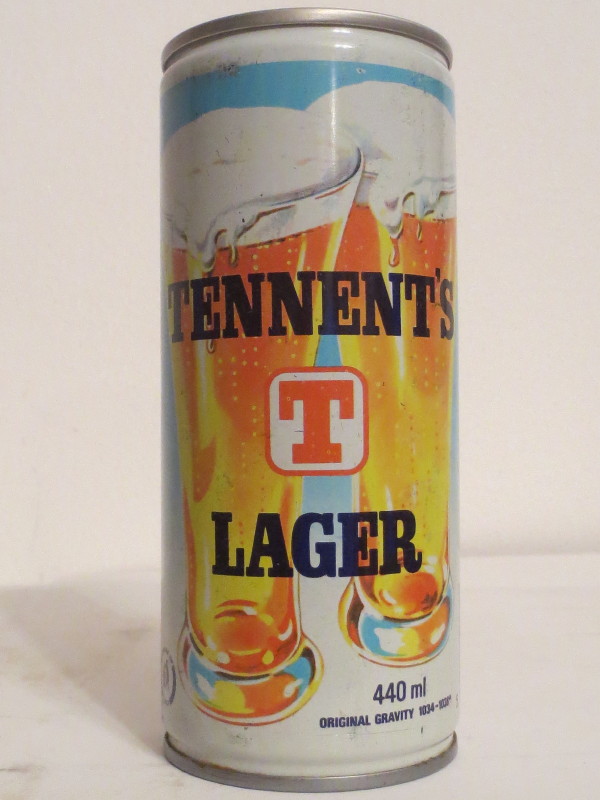 TENNENT'S
T
LAGER
440 ml
ORIGINAL GRAVITY 1034-1038°